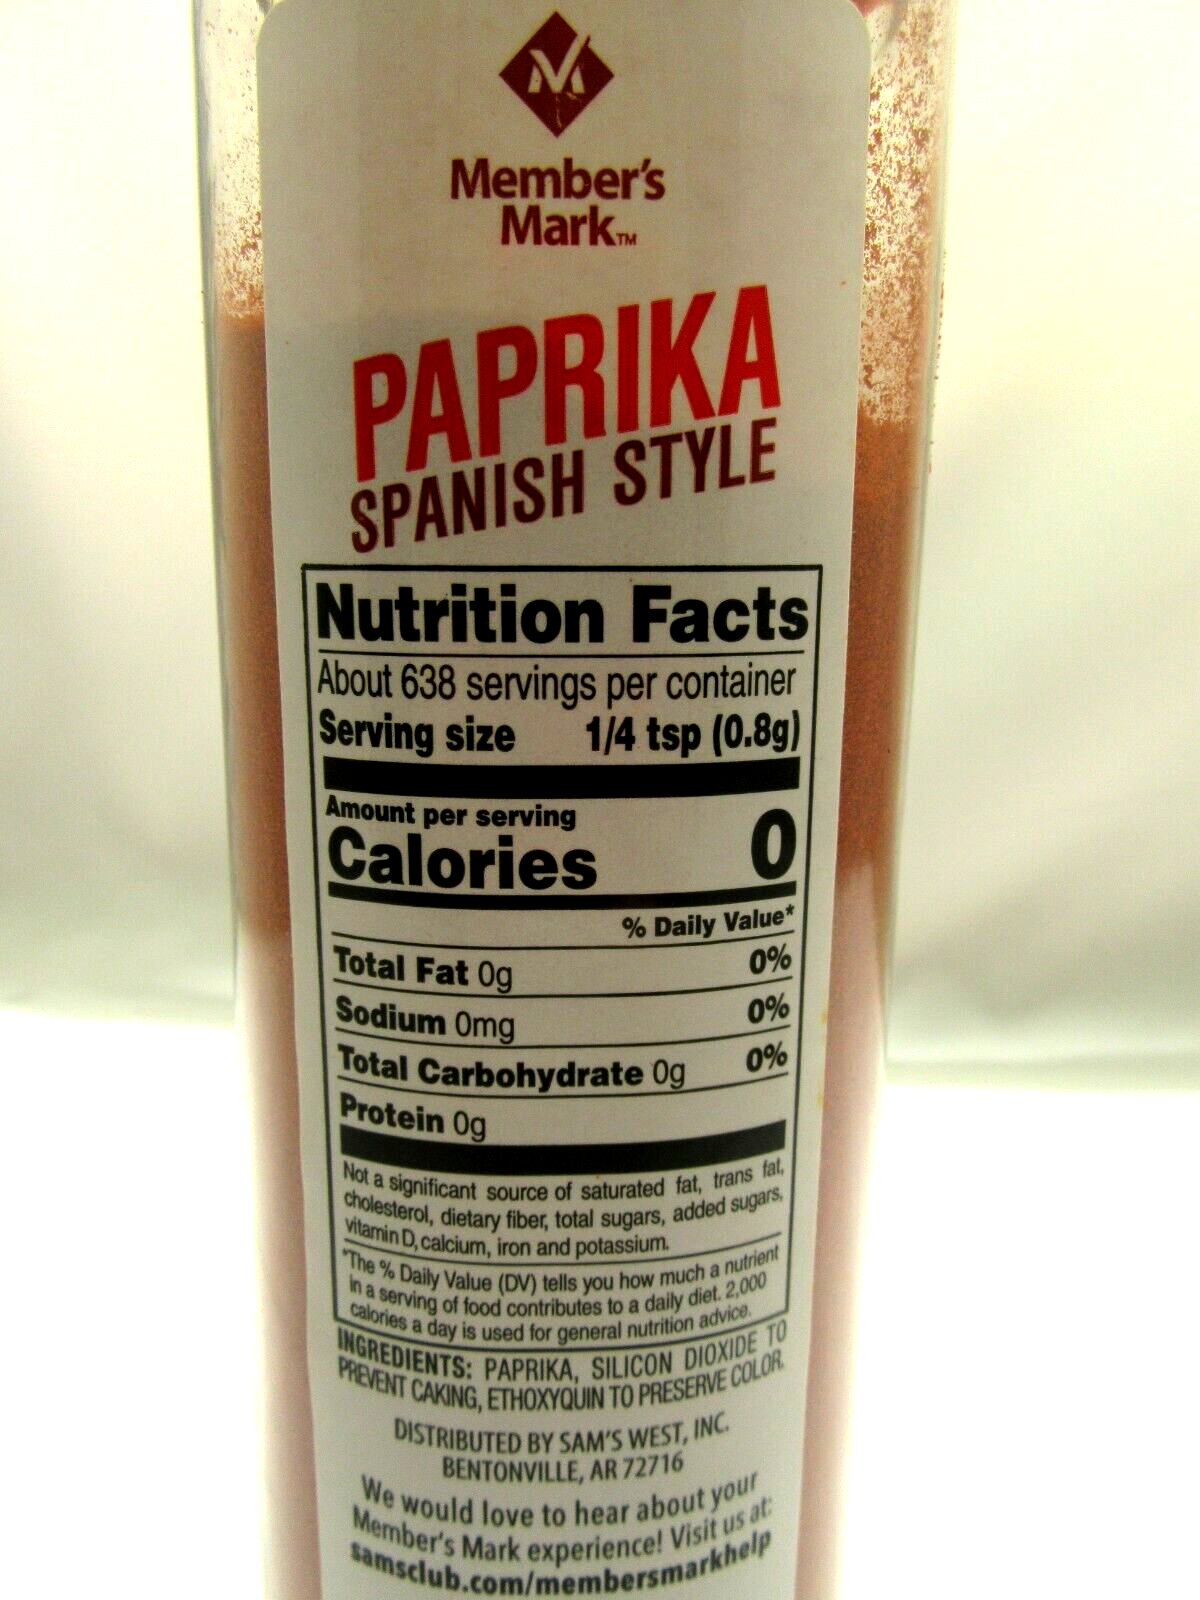 Member's
Mark™
PAPRIKA
SPANISH STYLE
Nutrition Facts
About 638 servings per container
Serving size 1/4 tsp (0.8g)
Amount per serving
Calories 0
% Daily Value*
Total Fat 0g 0%
Sodium 0mg 0%
Total Carbohydrate 0g 0%
Protein 0g
Not a significant source of saturated fat, trans fat,
cholesterol, dietary fiber, total sugars, added sugars,
vitamin D, calcium, iron and potassium.
*The % Daily Value (DV) tells you how much a nutrient
in a serving of food contributes to a daily diet. 2,000
calories a day is used for general nutrition advice.
INGREDIENTS: PAPRIKA, SILICON DIOXIDE TO
PREVENT CAKING, ETHOXYQUIN TO PRESERVE COLOR.
DISTRIBUTED BY SAM'S WEST, INC.
BENTONVILLE, AR 72716
We would love to hear about your
Member's Mark experience! Visit us at:
samsclub.com/membersmarkhelp